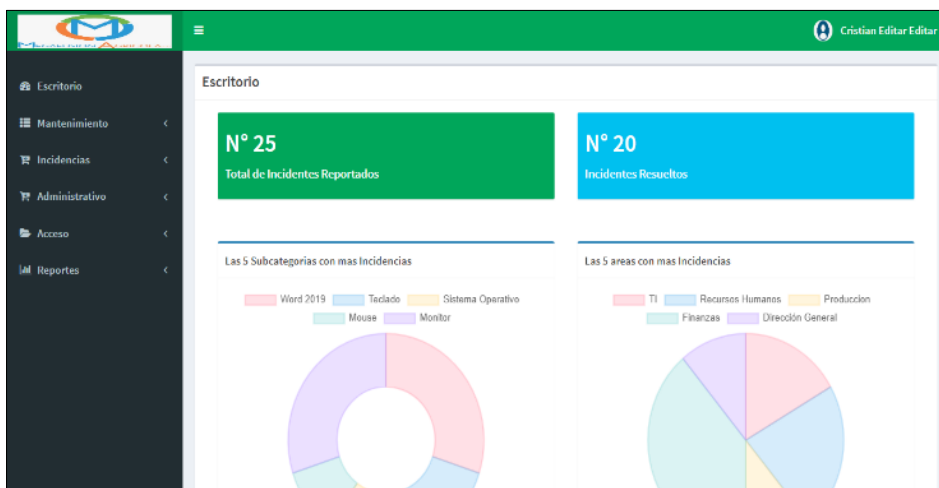 Cristian Editar Editar
Escritorio
Mantenimiento
Incidencias
Administrativo
Acceso
Reportes
Escritorio
N° 25
Total de Incidentes Reportados
N° 20
Incidentes Resueltos
Las 5 Subcategorias con mas Incidencias
Word 2019 Teclado Sistema Operativo
Mouse Monitor
Las 5 areas con mas Incidencias
TI Recursos Humanos Produccion
Finanzas Dirección General